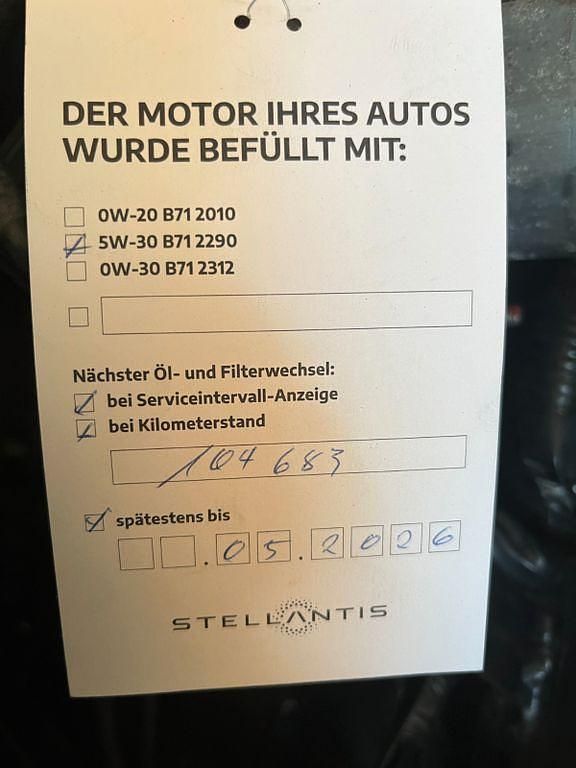 DER MOTOR IHRES AUTOS
WURDE BEFÜLLT MIT:
0W-20 B71 2010
5W-30 B71 2290
0W-30 B71 2312
Nächster Öl- und Filterwechsel:
bei Serviceintervall-Anzeige
bei Kilometerstand
104 683
spätestens bis
.05.2026
STELLANTIS